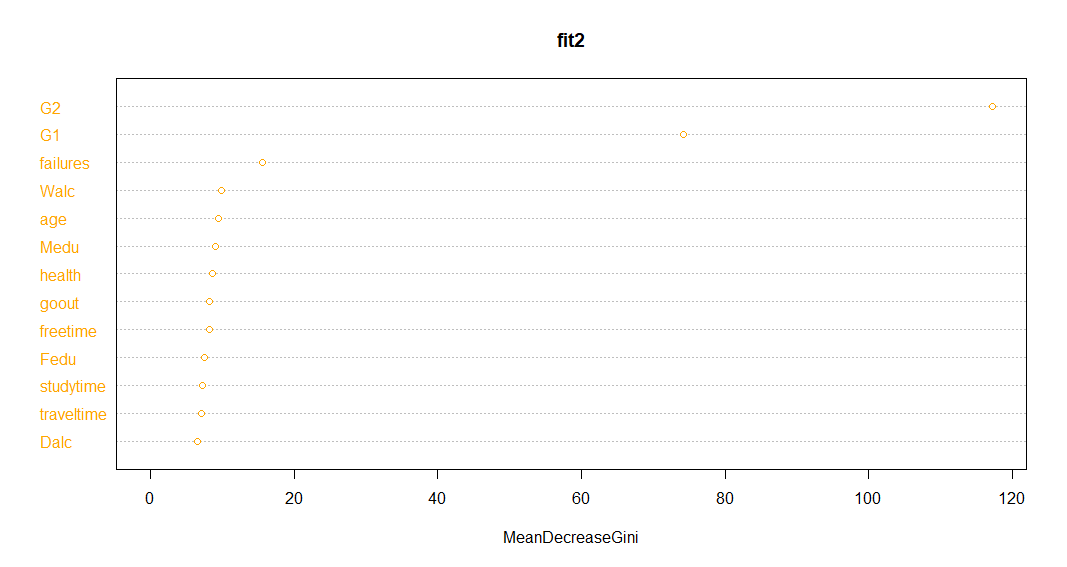 fit2
G2
G1
failures
Walc
age
Medu
health
goout
freetime
Fedu
studytime
traveltime
Dalc
0 20 40 60 80 100 120
MeanDecreaseGini